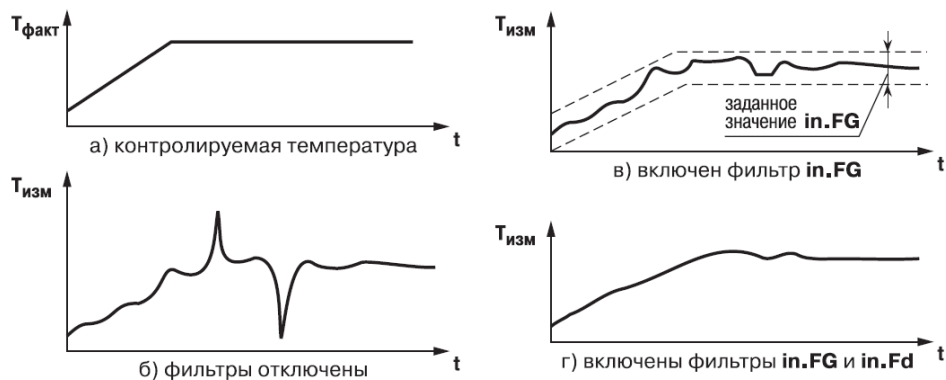 Tфакт
t
а) контролируемая температура
Tизм
t
б) фильтры отключены
Tизм
заданное
значение in.FG
t
в) включен фильтр in.FG
Tизм
t
г) включены фильтры in.FG и in.Fd